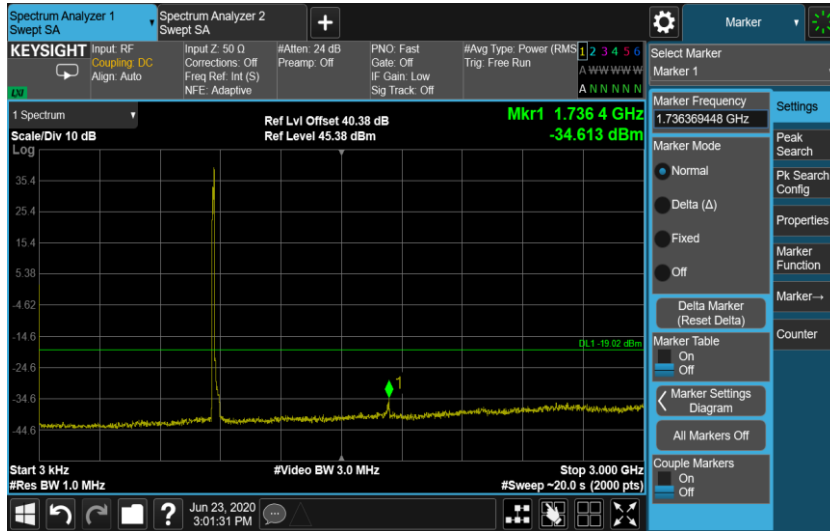 Spectrum Analyzer 1
Swept SA
Spectrum Analyzer 2
Swept SA
Marker
KEYSIGHT
Input: RF
Coupling: DC
Align: Auto
Input Z: 50 Ω
Corrections: Off
Freq Ref: Int (S)
NFE: Adaptive
#Atten: 24 dB
Preamp: Off
PNO: Fast
Gate: Off
IF Gain: Low
Sig Track: Off
#Avg Type: Power (RMS
Trig: Free Run
1 2 3 4 5 6
A W W W W W
A N N N N N
LXI
1 Spectrum
Scale/Div 10 dB
Log
Ref Lvl Offset 40.38 dB
Ref Level 45.38 dBm
Mkr1 1.736 4 GHz
-34.613 dBm
35.4
25.4
15.4
5.38
-4.62
-14.6
-24.6
-34.6
-44.6
DL1 -19.02 dBm
1
Start 3 kHz
#Res BW 1.0 MHz
#Video BW 3.0 MHz
Stop 3.000 GHz
#Sweep ~20.0 s (2000 pts)
Jun 23, 2020
3:01:31 PM
Select Marker
Marker 1
Marker Frequency
1.736369448 GHz
Marker Mode
Normal
Delta (Δ)
Fixed
Off
Delta Marker
(Reset Delta)
Marker Table
On
Off
Marker Settings
Diagram
All Markers Off
Couple Markers
On
Off
Settings
Peak
Search
Pk Search
Config
Properties
Marker
Function
Marker→
Counter